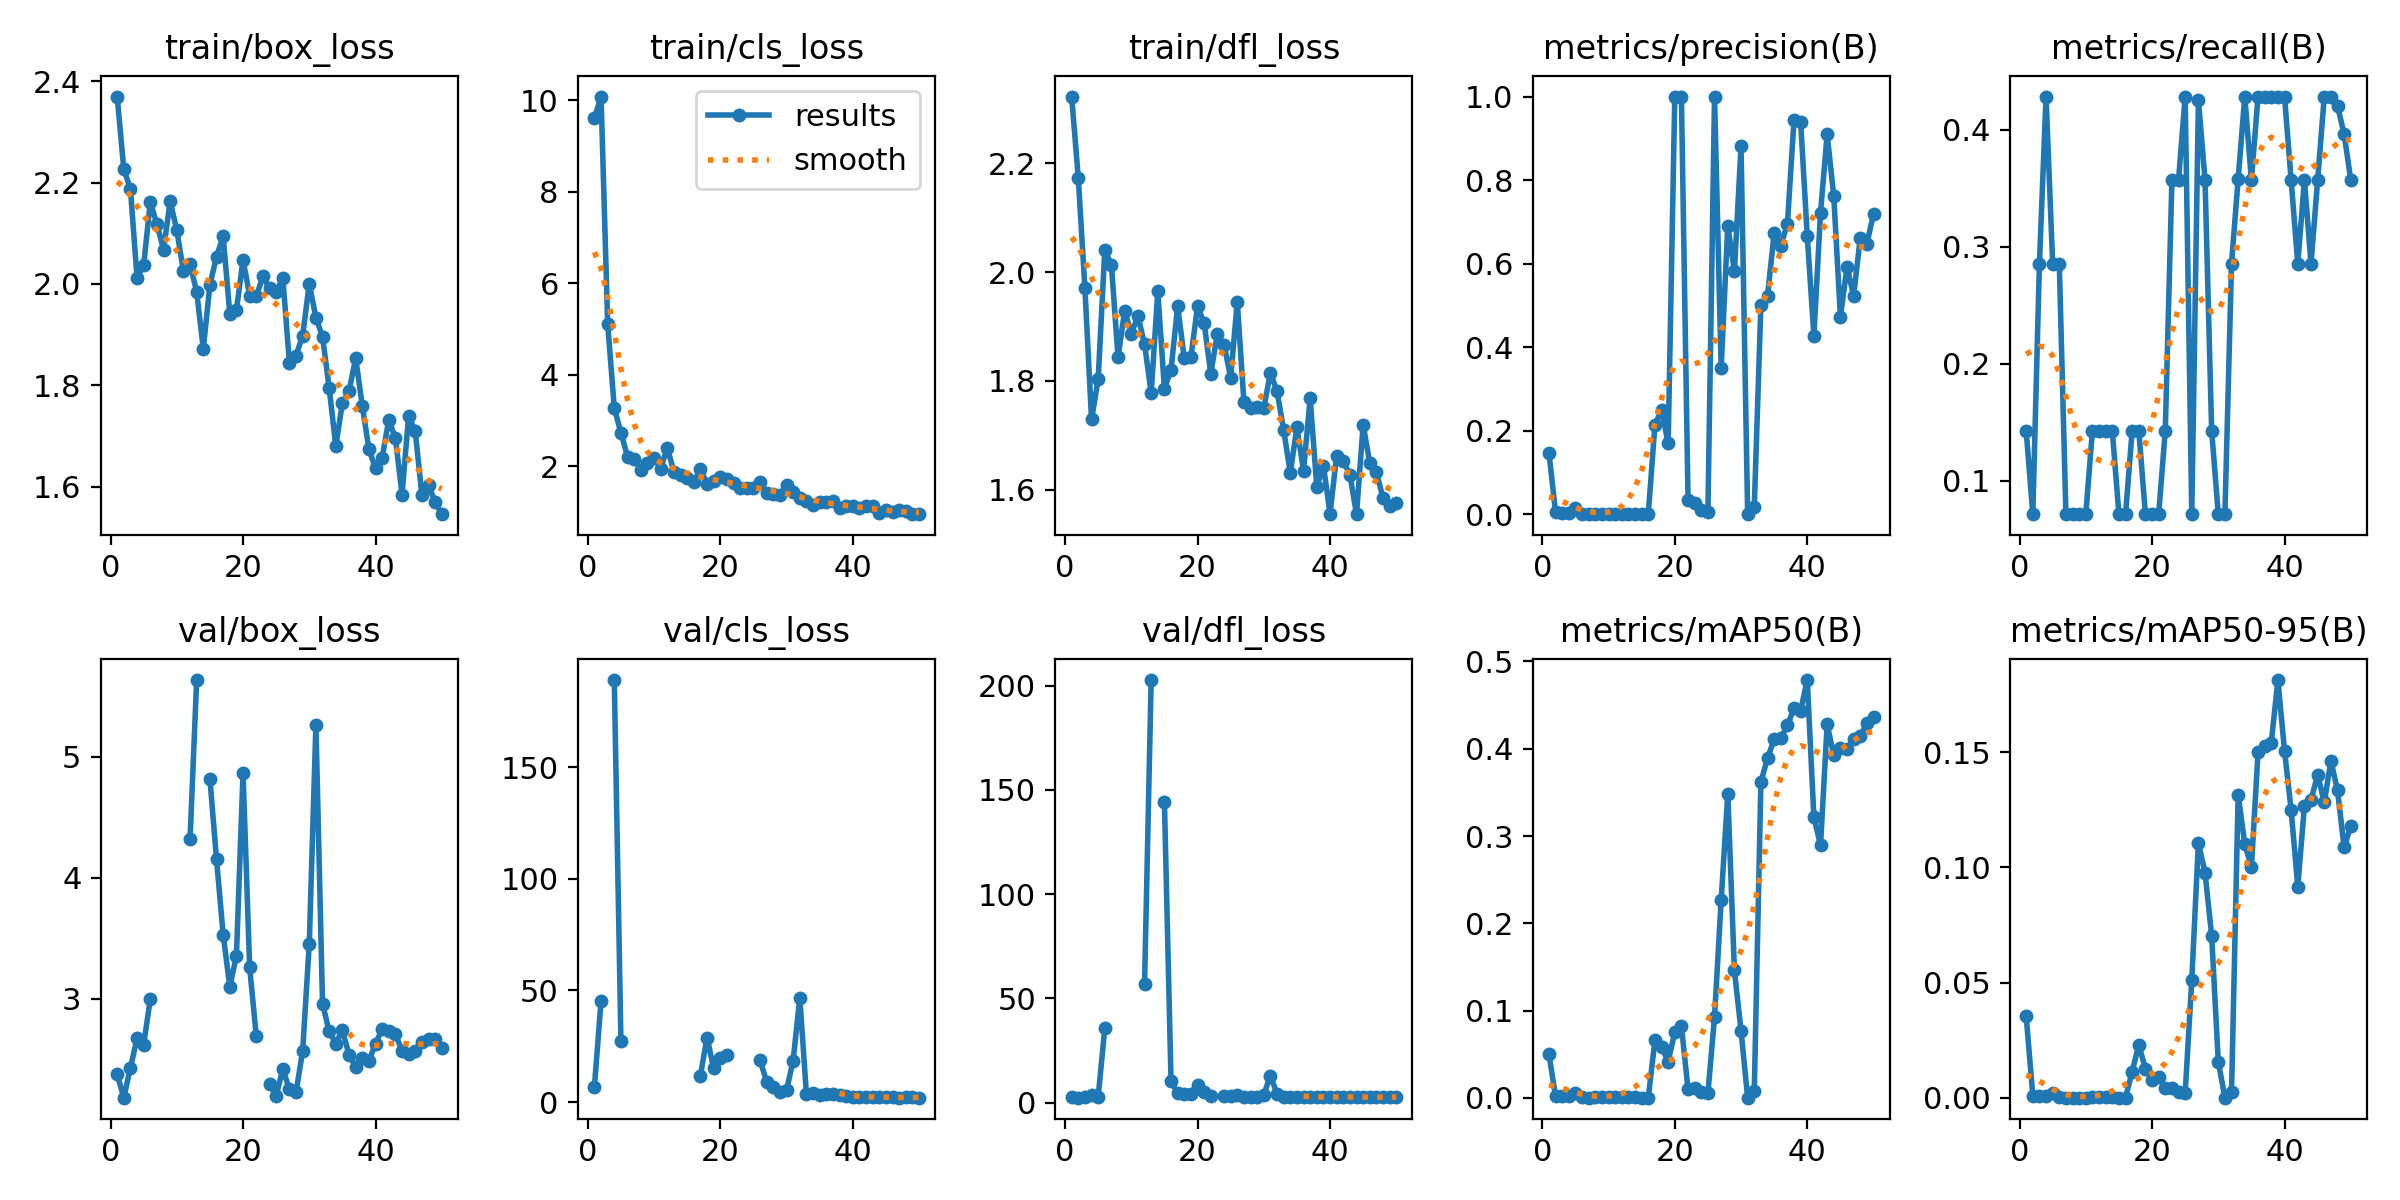 train/box_loss
2.4
2.2
2.0
1.8
1.6
0 20 40
train/cls_loss
results
smooth
10
8
6
4
2
0 20 40
train/dfl_loss
2.2
2.0
1.8
1.6
0 20 40
metrics/precision(B)
1.0
0.8
0.6
0.4
0.2
0.0
0 20 40
metrics/recall(B)
0.4
0.3
0.2
0.1
0 20 40
val/box_loss
5
4
3
0 20 40
val/cls_loss
150
100
50
0
0 20 40
val/dfl_loss
200
150
100
50
0
0 20 40
metrics/mAP50(B)
0.5
0.4
0.3
0.2
0.1
0.0
0 20 40
metrics/mAP50-95(B)
0.15
0.10
0.05
0.00
0 20 40